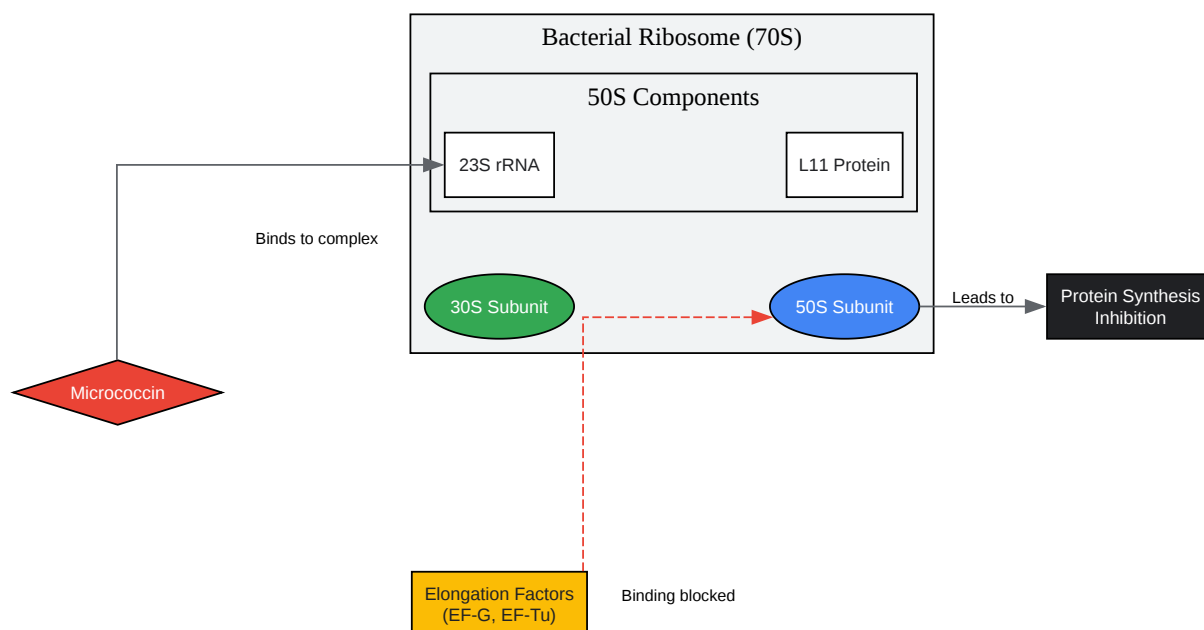 Bacterial Ribosome (70S)
50S Components
23S rRNA
L11 Protein
Binds to complex
30S Subunit
50S Subunit
Leads to
Protein Synthesis
Inhibition
Micrococcin
Elongation Factors
(EF-G, EF-Tu)
Binding blocked